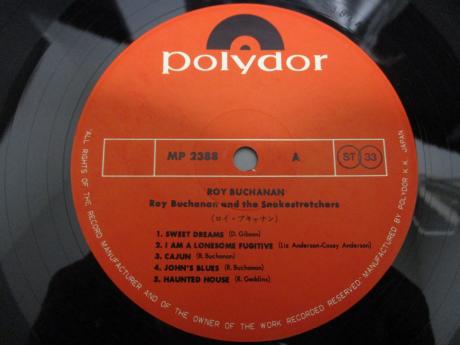 polydor
MP 2388 A ST 33
ROY BUCHANAN
Roy Buchanan and the Snakestretchers
(ロイ・ブキャナン)
1. SWEET DREAMS (D. Gibson)
2. I AM A LONESOME FUGITIVE (Liz Anderson-Casey Anderson)
3. CAJUN (R. Buchanan)
4. JOHN'S BLUES (R. Buchanan)
5. HAUNTED HOUSE (R. Geddins)
ALL RIGHTS OF THE RECORD MANUFACTURER AND OF THE OWNER OF THE WORK RECORDED RESERVED·MANUFACTURED BY POLYDOR K.K. JAPAN